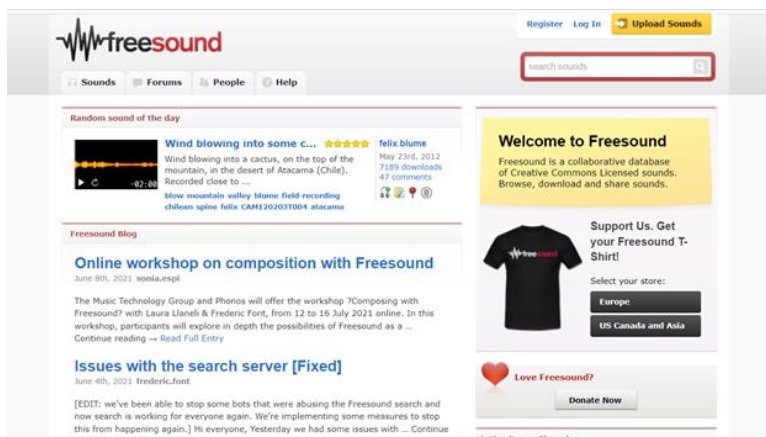 Register Log In Upload Sounds
freesound
search sounds
Sounds Forums People Help
Random sound of the day
Wind blowing into some c...
Wind blowing into a cactus, on the top of the
mountain, in the desert of Atacama (Chile).
Recorded close to ...
blow mountain valley blume field-recording
chilean spine felix CAM120203T004 atacama
-02:00
felix.blume
May 23rd, 2012
7189 downloads
47 comments
Freesound Blog
Online workshop on composition with Freesound
June 8th, 2021 sonia.espi
The Music Technology Group and Phonos will offer the workshop ?Composing with
Freesound? with Laura Llaneli & Frederic Font, from 12 to 16 July 2021 online. In this
workshop, participants will explore in depth the possibilities of Freesound as a ...
Continue reading → Read Full Entry
Issues with the search server [Fixed]
June 4th, 2021 frederic.font
[EDIT: we've been able to stop some bots that were abusing the Freesound search and
now search is working for everyone again. We're implementing some measures to stop
this from happening again.] Hi everyone, Yesterday we had some issues with ... Continue
Welcome to Freesound
Freesound is a collaborative database
of Creative Commons Licensed sounds.
Browse, download and share sounds.
freesound
Support Us. Get
your Freesound T-
Shirt!
Select your store:
Europe
US Canada and Asia
Love Freesound?
Donate Now